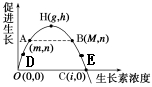 促进生长
H(g,h)
A
B(M,n)
(m,n)
D
E
O(0,0)
C(i,0)
生长素浓度